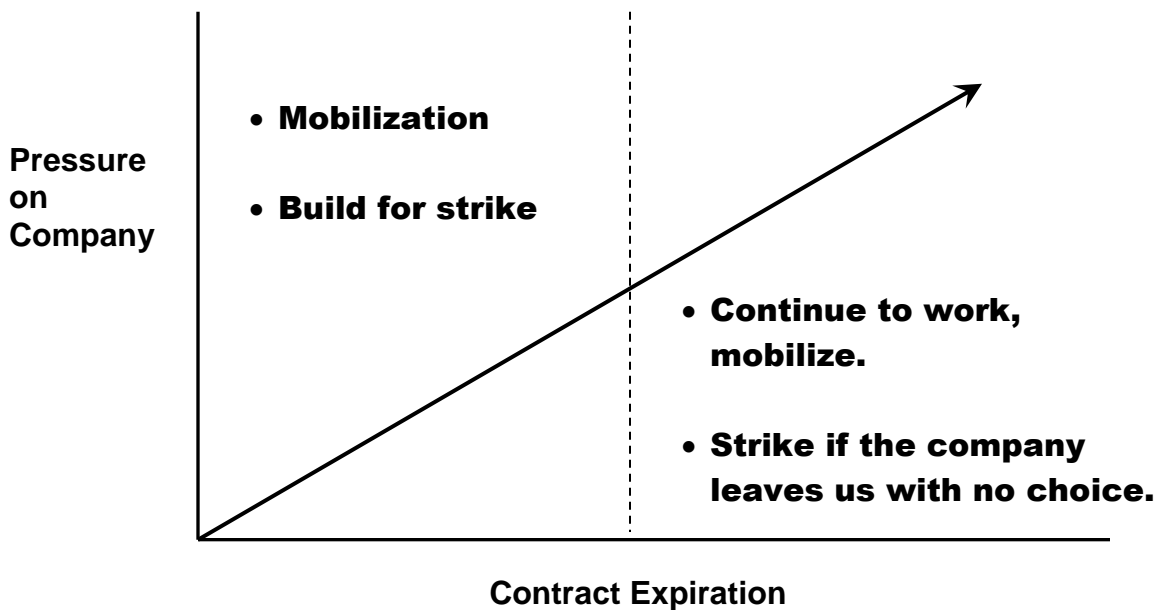 • Mobilization
Pressure
on
Company
• Build for strike
• Continue to work,
mobilize.
• Strike if the company
leaves us with no choice.
Contract Expiration